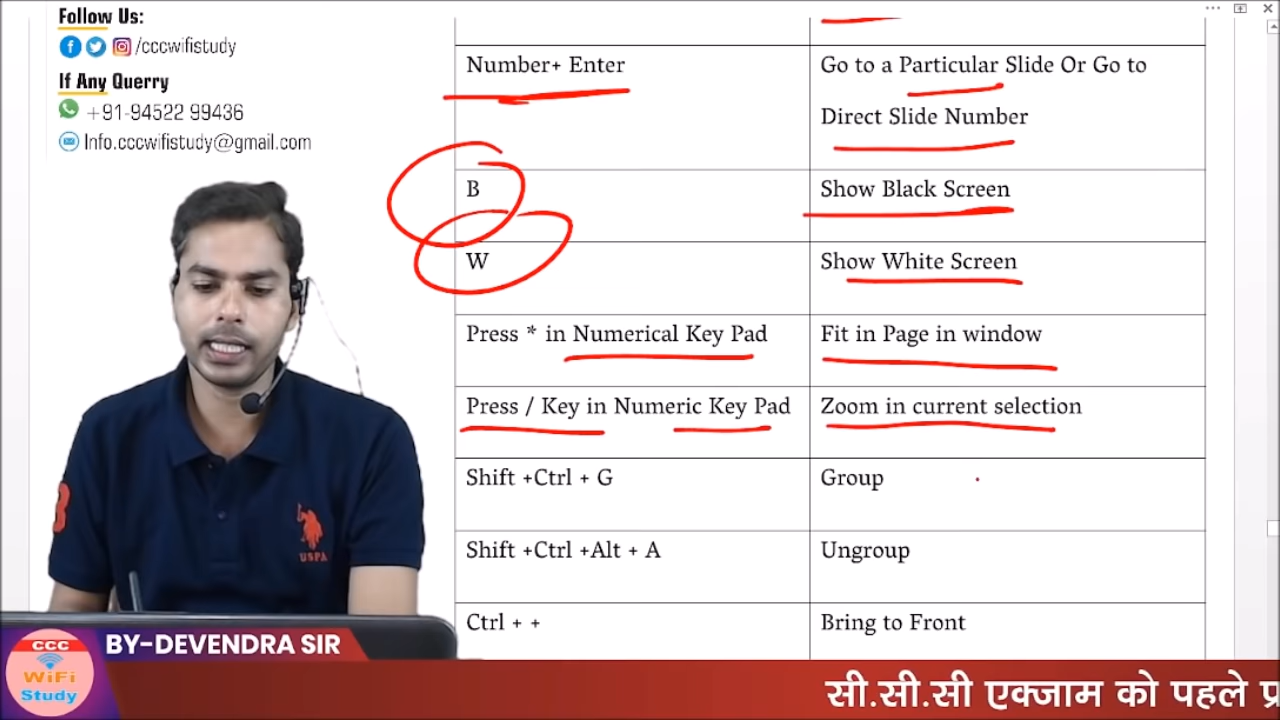 Follow Us:
/cccwifistudy
If Any Querry
+91-94522 99436
Info.cccwifistudy@gmail.com
Number+ Enter
Go to a Particular Slide Or Go to
Direct Slide Number
B
Show Black Screen
W
Show White Screen
Press * in Numerical Key Pad
Fit in Page in window
Press / Key in Numeric Key Pad
Zoom in current selection
Shift +Ctrl + G
Group
Shift +Ctrl +Alt + A
Ungroup
Ctrl + +
Bring to Front
3
USPA
CCC
WiFi
Study
BY-DEVENDRA SIR
सी.सी.सी एक्जाम को पहले प्र